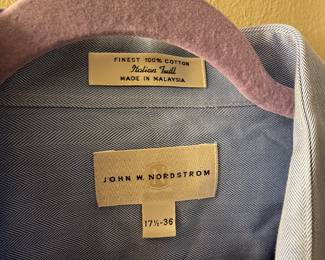 FINEST 100% COTTON
Italian Twill
MADE IN MALAYSIA
JOHN W. NORDSTROM
17½-36